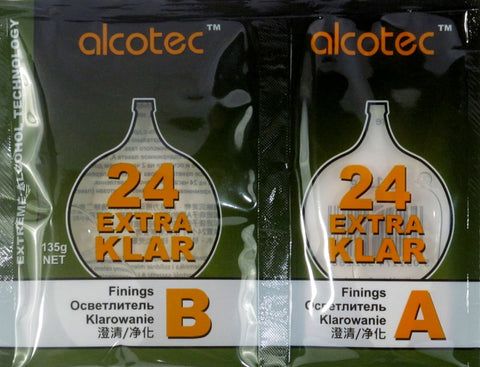 EXTREME ALCOHOL TECHNOLOGY
alcotec™
24
EXTRA
KLAR
135g
NET
Finings
Осветлитель
Klarowanie
澄清/净化
B
alcotec™
24
EXTRA
KLAR
Finings
Осветлитель
Klarowanie
澄清/净化
A